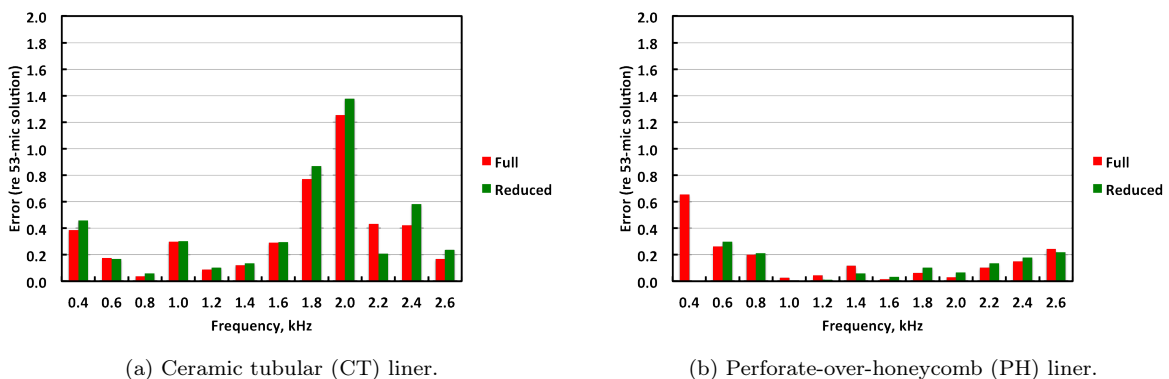 2.0
1.8
1.6
1.4
1.2
1.0
0.8
0.6
0.4
0.2
0.0
Error (re 53-mic solution)
0.4 0.6 0.8 1.0 1.2 1.4 1.6 1.8 2.0 2.2 2.4 2.6
Frequency, kHz
Full
Reduced
(a) Ceramic tubular (CT) liner.
2.0
1.8
1.6
1.4
1.2
1.0
0.8
0.6
0.4
0.2
0.0
Error (re 53-mic solution)
0.4 0.6 0.8 1.0 1.2 1.4 1.6 1.8 2.0 2.2 2.4 2.6
Frequency, kHz
Full
Reduced
(b) Perforate-over-honeycomb (PH) liner.